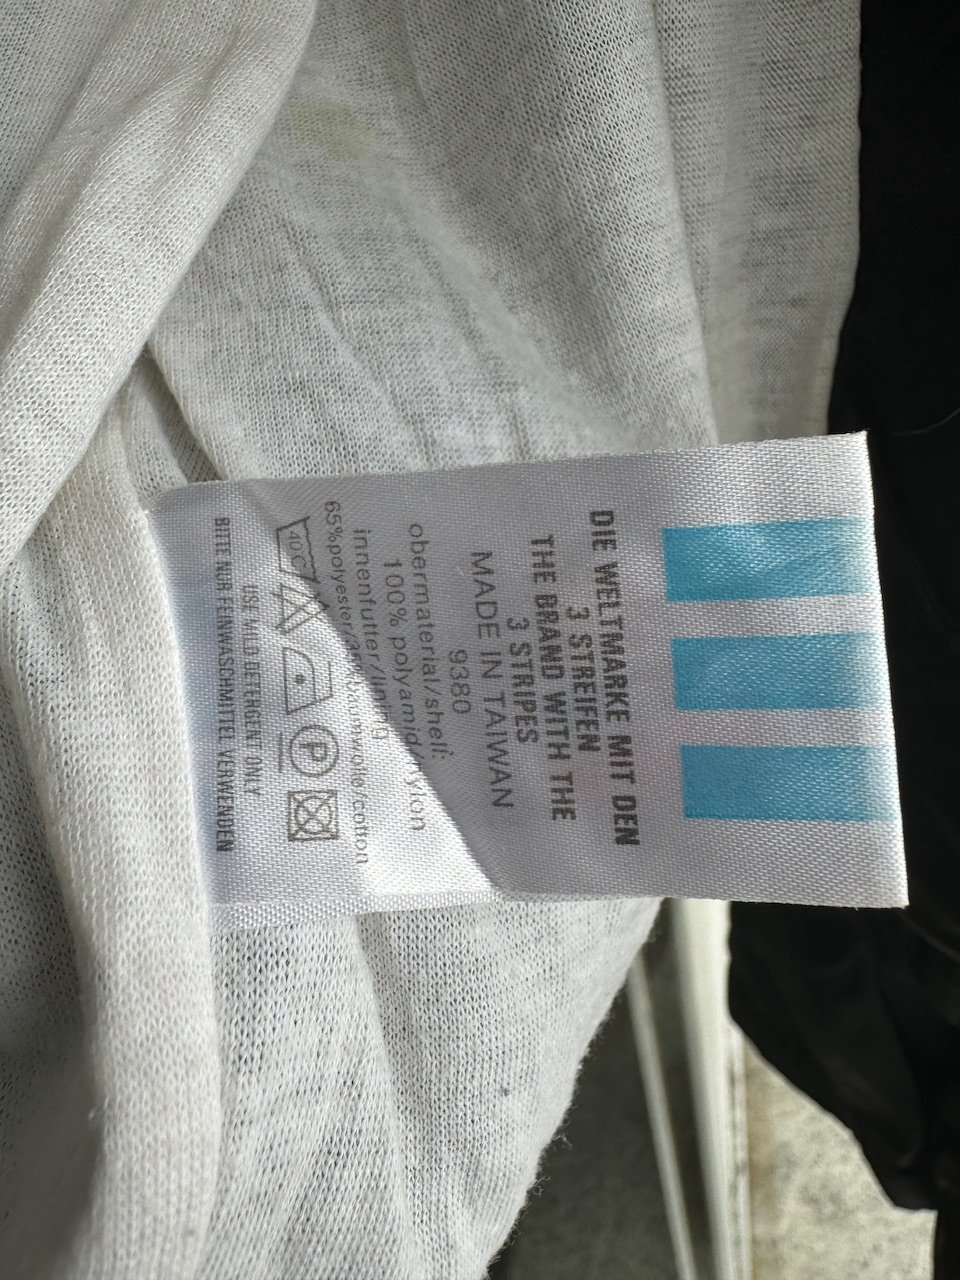 DIE WELTMARKE MIT DEN
3 STREIFEN
THE BRAND WITH THE
3 STRIPES
MADE IN TAIWAN
9380
obermaterial/shell:
100% polyamid/nylon
innenfutter/lining
65%polyester/35%baumwolle/cotton
40°C P
USE MILD DETERGENT ONLY
BITTE NUR FEINWASCHMITTEL VERWENDEN